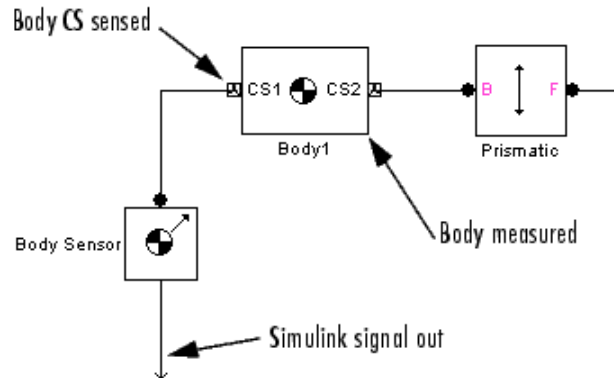 Body CS sensed
CS1 CS2
B F
Body1
Prismatic
Body Sensor
Body measured
Simulink signal out